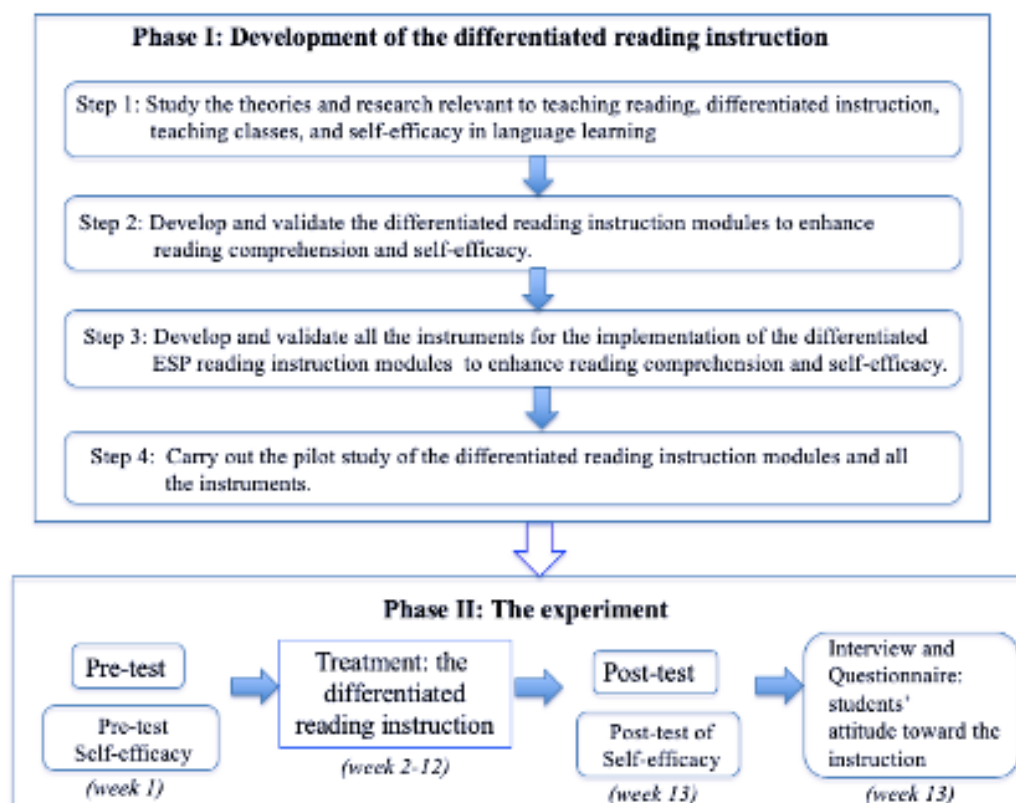 Phase I: Development of the differentiated reading instruction
Step 1: Study the theories and research relevant to teaching reading, differentiated instruction,
teaching classes, and self-efficacy in language learning
Step 2: Develop and validate the differentiated reading instruction modules to enhance
reading comprehension and self-efficacy.
Step 3: Develop and validate all the instruments for the implementation of the differentiated
ESP reading instruction modules to enhance reading comprehension and self-efficacy.
Step 4: Carry out the pilot study of the differentiated reading instruction modules and all
the instruments.
Phase II: The experiment
Pre-test
Pre-test
Self-efficacy
(week 1)
Treatment: the
differentiated
reading instruction
(week 2-12)
Post-test
Post-test of
Self-efficacy
(week 13)
Interview and
Questionnaire:
students'
attitude toward the
instruction
(week 13)